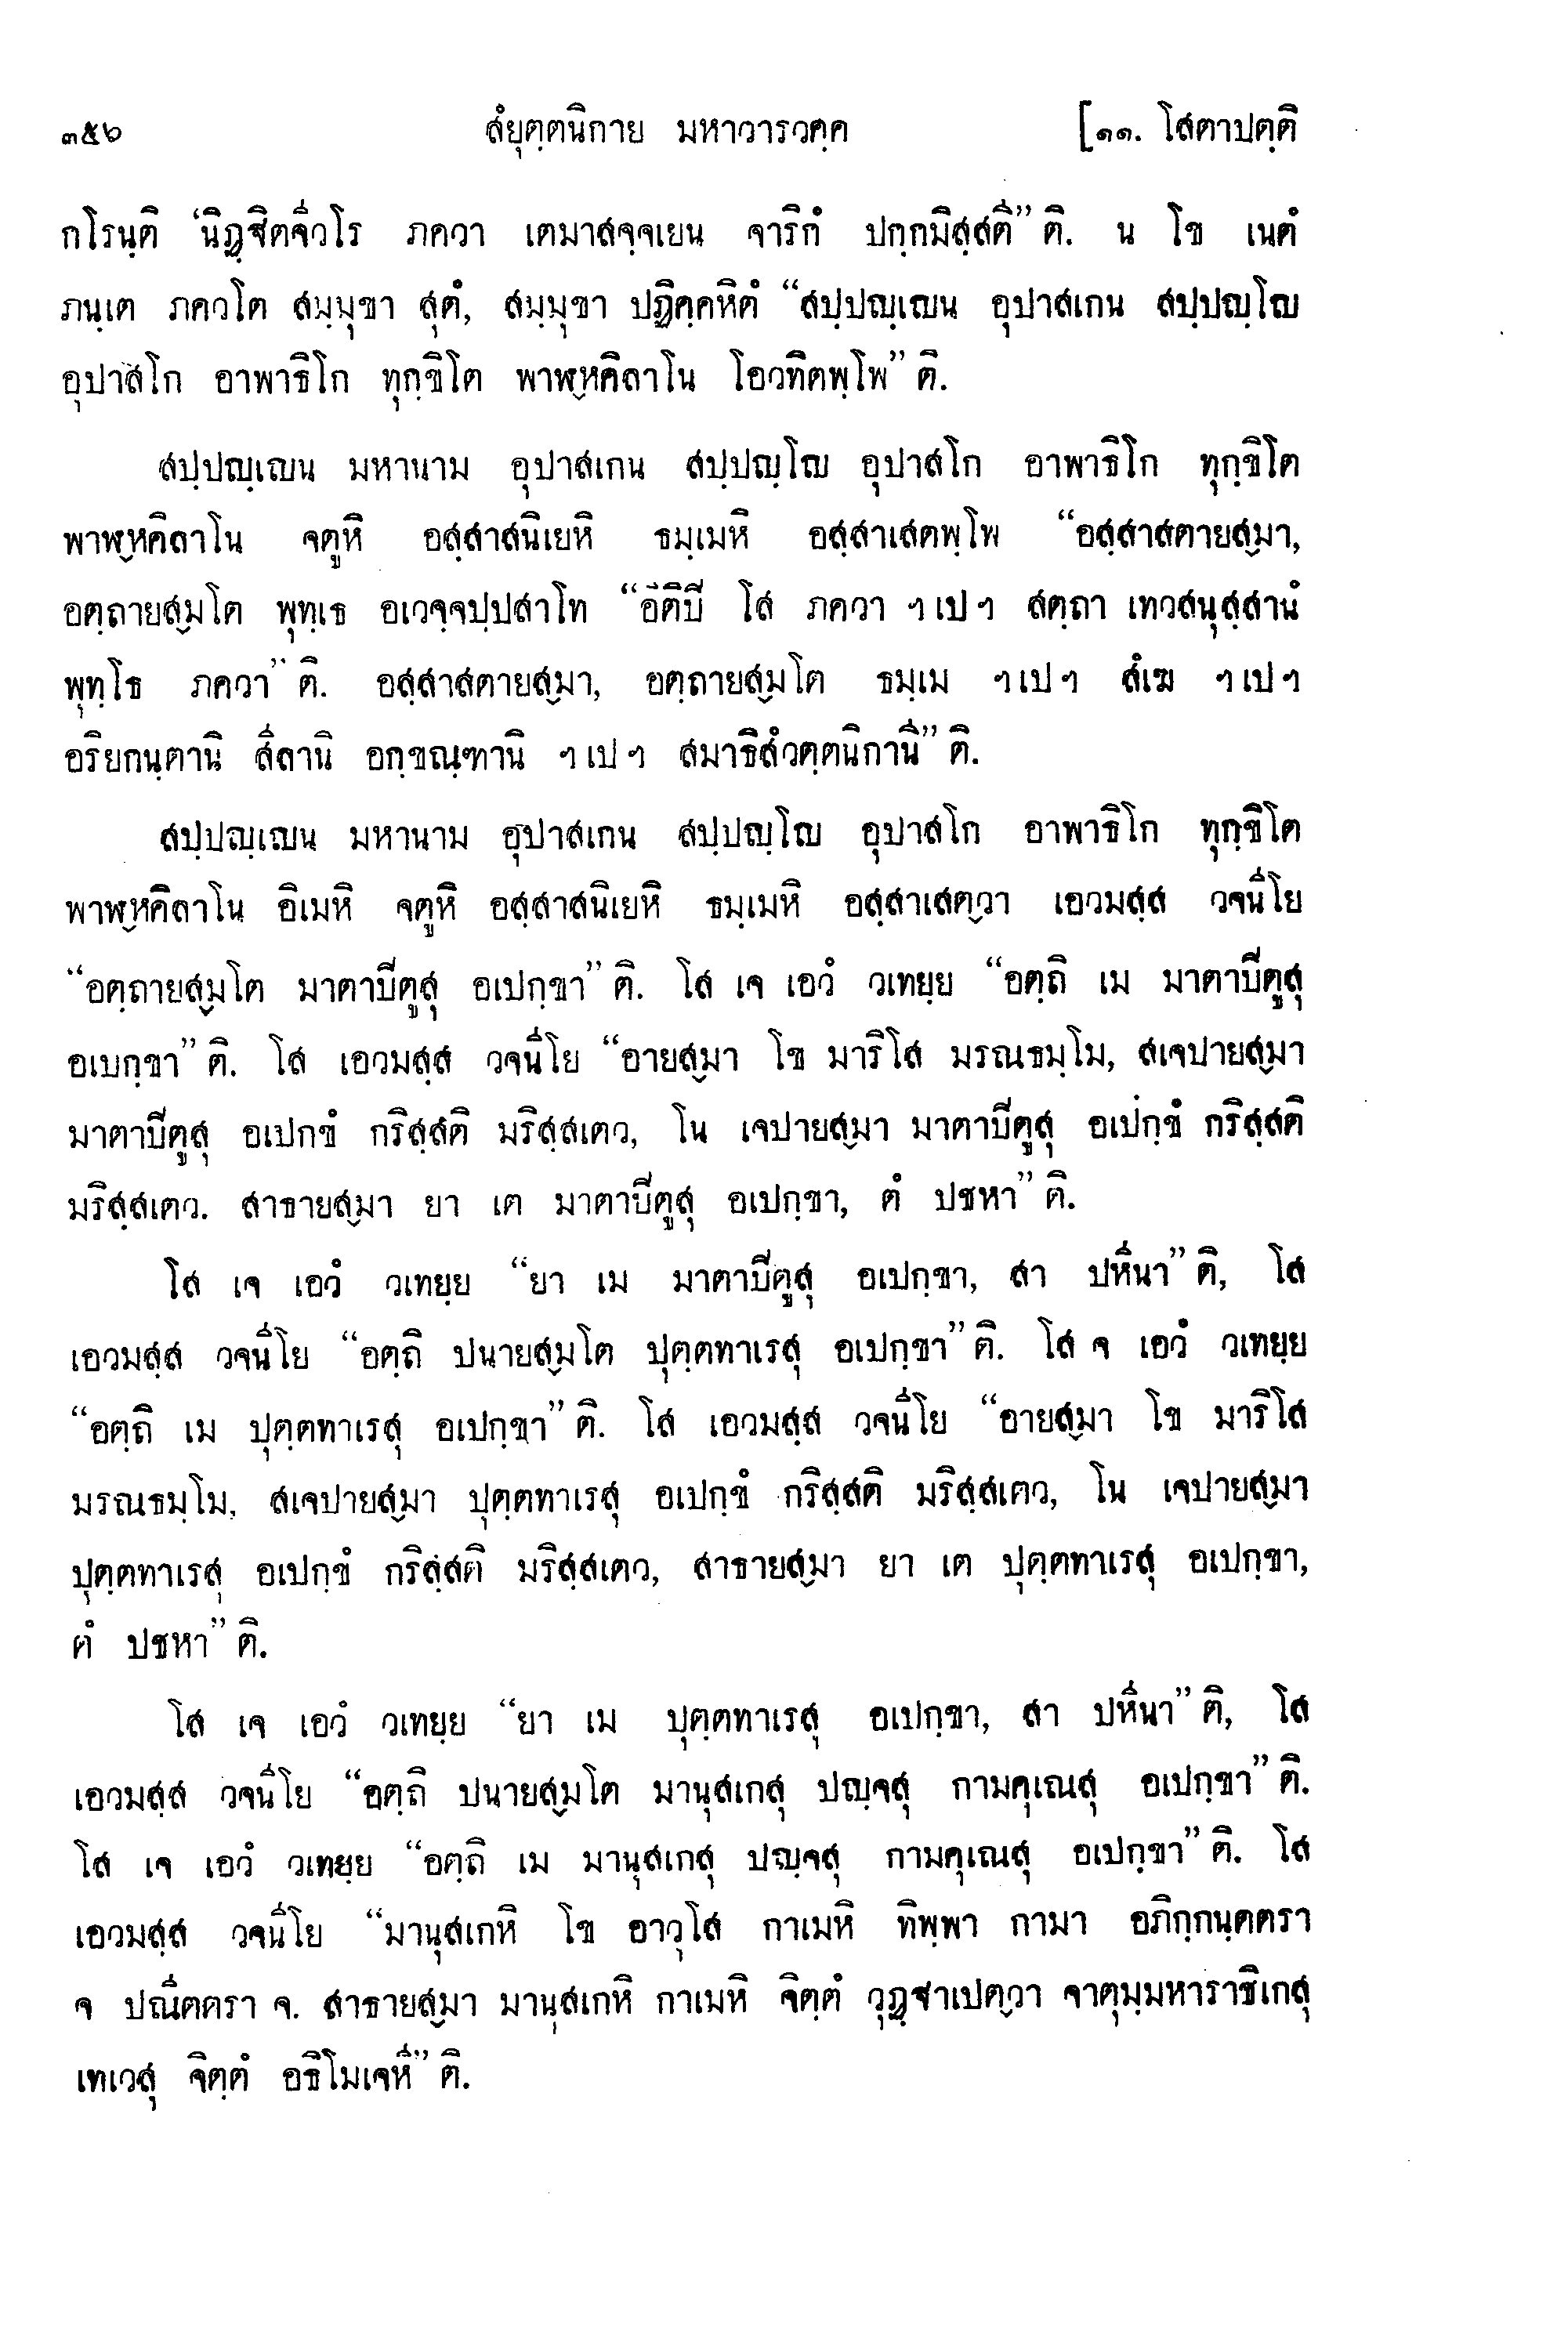 ๓๕๖ สํยุตฺตนิกาย มหาวารวคฺค [๑๑. โสตาปตฺติ
กโรนฺติ “นิฏฺฐิตจีวโร ภควา เตมาสจฺจเยน จาริกํ ปกฺกมิสฺสตี” ติ. น โข เนตํ
ภนฺเต ภควโต สมฺมุขา สุตํ, สมฺมุขา ปฏิคฺคหิตํ “สปฺปญฺเญน อุปาสเกน สปฺปญฺโญ
อุปาสโก อาพาธิโก ทุกฺขิโต พาฬฺหคิลาโน โอวทิตพฺโพ” ติ.
สปฺปญฺเญน มหานาม อุปาสเกน สปฺปญฺโญ อุปาสโก อาพาธิโก ทุกฺขิโต
พาฬฺหคิลาโน จตูหิ อสฺสาสนิเยหิ ธมฺเมหิ อสฺสาเสตพฺโพ “อสฺสาสตายสฺมา,
อตฺถายสฺมโต พุทฺเธ อเวจฺจปฺปสาโท “อิติปิ โส ภควา ฯเปฯ สตฺถา เทวสนุสฺสานํ
พุทฺโธ ภควา” ติ. อสฺสาสตายสฺมา, อตฺถายสฺมโต ธมฺเม ฯเปฯ สํเฆ ฯเปฯ
อริยกนฺตานิ สีลานิ อกฺขณฺฑานิ ฯเปฯ สมาธิสํวตฺตนิกานี” ติ.
สปฺปญฺเญน มหานาม อุปาสเกน สปฺปญฺโญ อุปาสโก อาพาธิโก ทุกฺขิโต
พาฬฺหคิลาโน อิเมหิ จตูหิ อสฺสาสนิเยหิ ธมฺเมหิ อสฺสาเสตฺวา เอวมสฺส วจนีโย
“อตฺถายสฺมโต มาตาปิตูสุ อเปกฺขา” ติ. โส เจ เอวํ วเทยฺย “อตฺถิ เม มาตาปิตูสุ
อเปกฺขา” ติ. โส เอวมสฺส วจนีโย “อายสฺมา โข มาริโส มรณธมฺโม, สเจปายสฺมา
มาตาปิตูสุ อเปกขํ กริสฺสติ มริสฺสเตว, โน เจปายสฺมา มาตาปิตูสุ อเปกฺขํ กริสฺสติ
มริสฺสเตว. สาธายสฺมา ยา เต มาตาปิตูสุ อเปกฺขา, ตํ ปชหา” ติ.
โส เจ เอวํ วเทยฺย “ยา เม มาตาปิตูสุ อเปกฺขา, สา ปหีนา” ติ, โส
เอวมสฺส วจนีโย “อตฺถิ ปนายสฺมโต ปุตฺตทาเรสุ อเปกฺขา” ติ. โส จ เอวํ วเทยฺย
“อตฺถิ เม ปุตฺตทาเรสุ อเปกฺขา” ติ. โส เอวมสฺส วจนีโย “อายสฺมา โข มาริโส
มรณธมฺโม, สเจปายสฺมา ปุตฺตทาเรสุ อเปกฺขํ กริสฺสติ มริสฺสเตว, โน เจปายสฺมา
ปุตฺตทาเรสุ อเปกฺขํ กริสฺสติ มริสฺสเตว, สาธายสฺมา ยา เต ปุตฺตทาเรสุ อเปกฺขา,
ตํ ปชหา” ติ.
โส เจ เอวํ วเทยฺย “ยา เม ปุตฺตทาเรสุ อเปกฺขา, สา ปหีนา” ติ, โส
เอวมสฺส วจนีโย “อตฺถิ ปนายสฺมโต มานุสเกสุ ปญฺจสุ กามคุเณสุ อเปกฺขา” ติ.
โส เจ เอวํ วเทยฺย “อตฺถิ เม มานุสเกสุ ปญฺจสุ กามคุเณสุ อเปกฺขา” ติ. โส
เอวมสฺส วจนีโย “มานุสเกหิ โข อาวุโส กาเมหิ ทิพฺพา กามา อภิกฺกนฺตตรา
จ ปณีตตรา จ. สาธายสฺมา มานุสเกหิ กาเมหิ จิตฺตํ วุฏฺฐาเปตฺวา จาตุมฺมหาราชิเกสุ
เทเวสุ จิตฺตํ อธิโมเจหี” ติ.